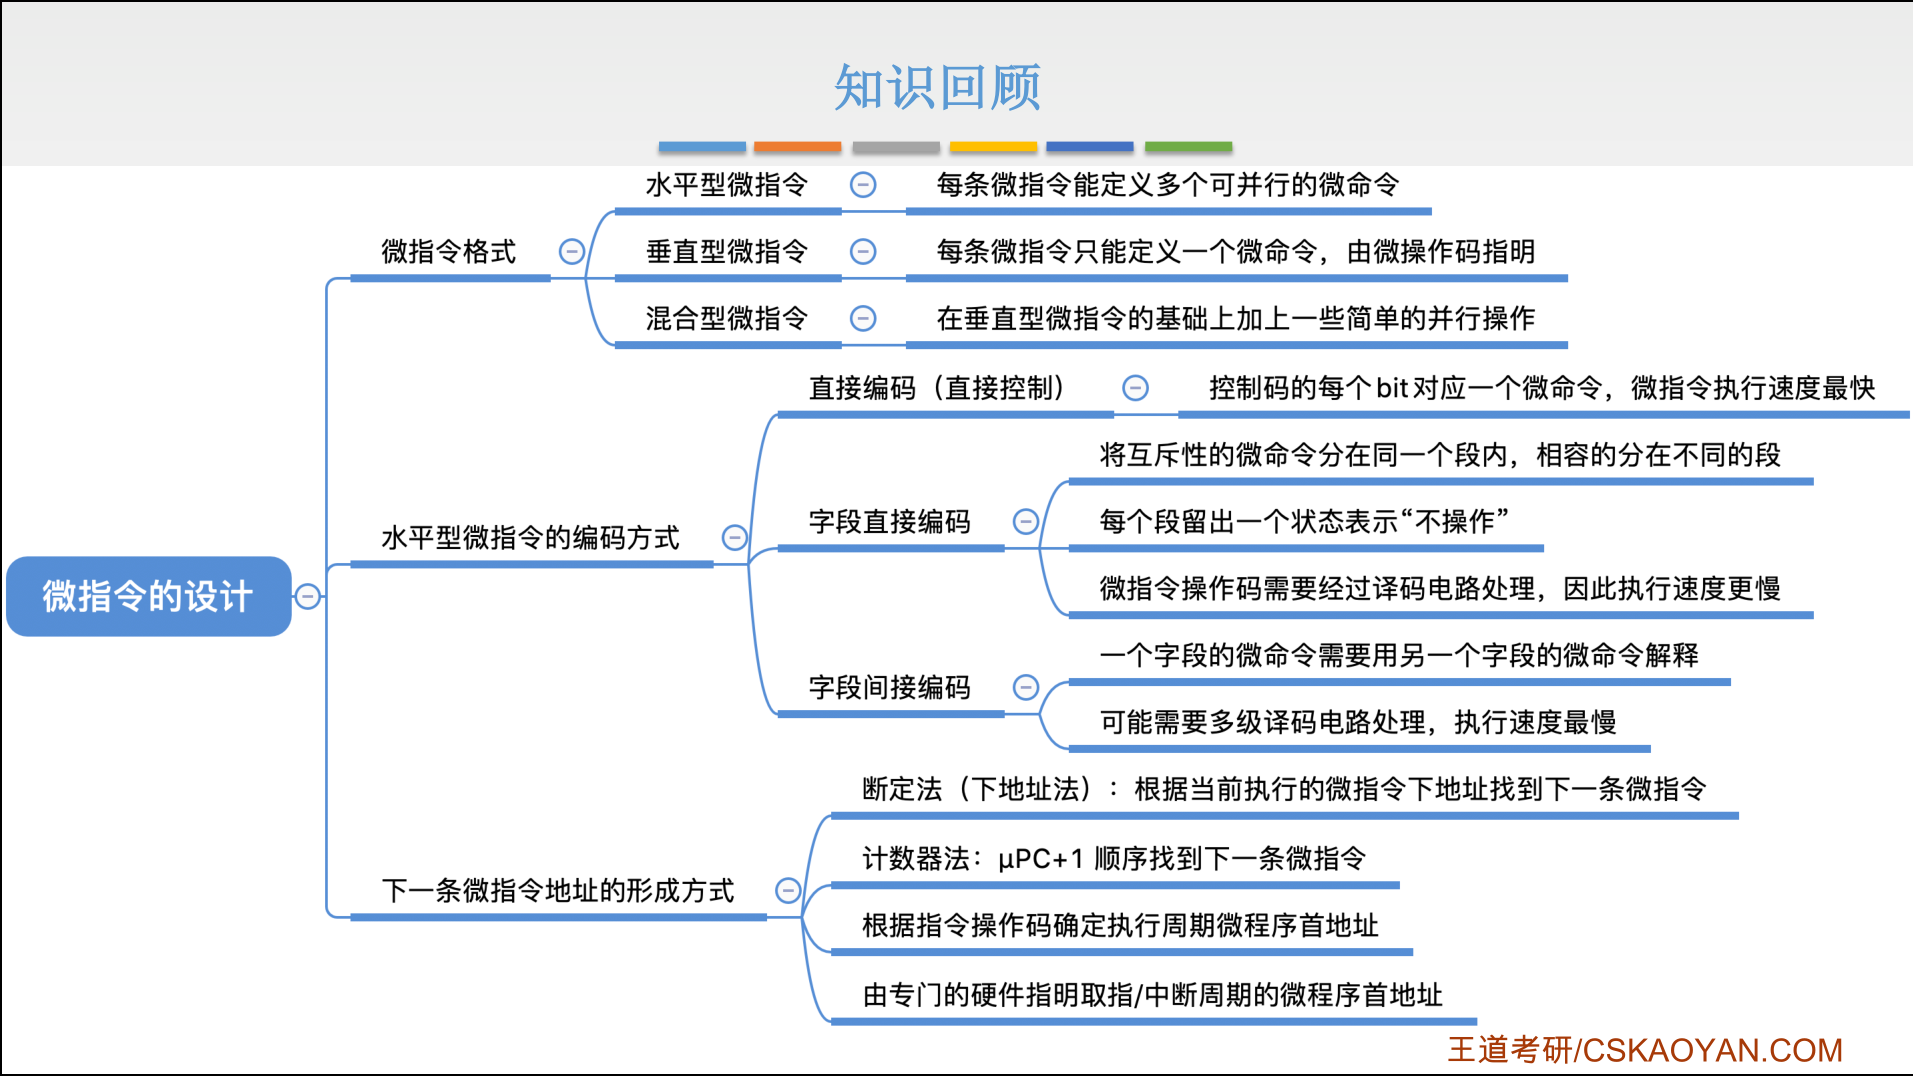 知识回顾
微指令的设计
微指令格式
水平型微指令
每条微指令能定义多个可并行的微命令
垂直型微指令
每条微指令只能定义一个微命令，由微操作码指明
混合型微指令
在垂直型微指令的基础上加上一些简单的并行操作
水平型微指令的编码方式
直接编码（直接控制）
控制码的每个bit对应一个微命令，微指令执行速度最快
字段直接编码
将互斥性的微命令分在同一个段内，相容的分在不同的段
每个段留出一个状态表示“不操作”
微指令操作码需要经过译码电路处理，因此执行速度更慢
字段间接编码
一个字段的微命令需要用另一个字段的微命令解释
可能需要多级译码电路处理，执行速度最慢
下一条微指令地址的形成方式
断定法（下地址法）：根据当前执行的微指令下地址找到下一条微指令
计数器法：μPC+1 顺序找到下一条微指令
根据指令操作码确定执行周期微程序首地址
由专门的硬件指明取指/中断周期的微程序首地址
王道考研/CSKAOYAN.COM